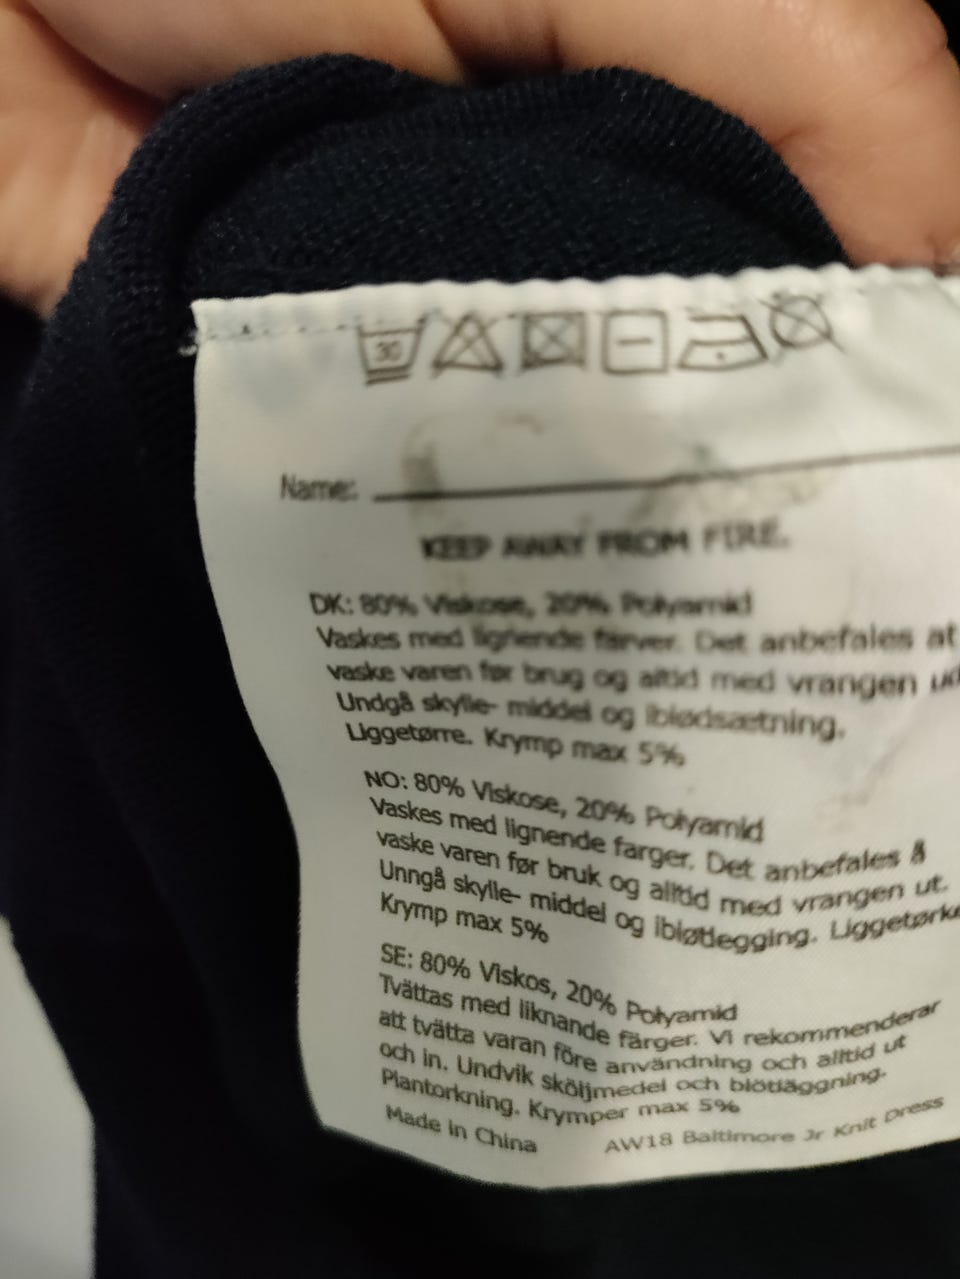 30
Name:
KEEP AWAY FROM FIRE.
DK: 80% Viskose, 20% Polyamid
Vaskes med lignende farver. Det anbefales at
vaske varen før brug og altid med vrangen ud
Undgå skylle- middel og iblødsætning.
Liggetørre. Krymp max 5%
NO: 80% Viskose, 20% Polyamid
Vaskes med lignende farger. Det anbefales å
vaske varen før bruk og alltid med vrangen ut.
Unngå skylle- middel og ibløtlegging. Liggetørke
Krymp max 5%
SE: 80% Viskos, 20% Polyamid
Tvättas med liknande färger. Vi rekommenderar
att tvätta varan före användning och alltid ut
och in. Undvik sköljmedel och blötläggning.
Plantorkning. Krymper max 5%
Made in China AW18 Baltimore Jr Knit Dress